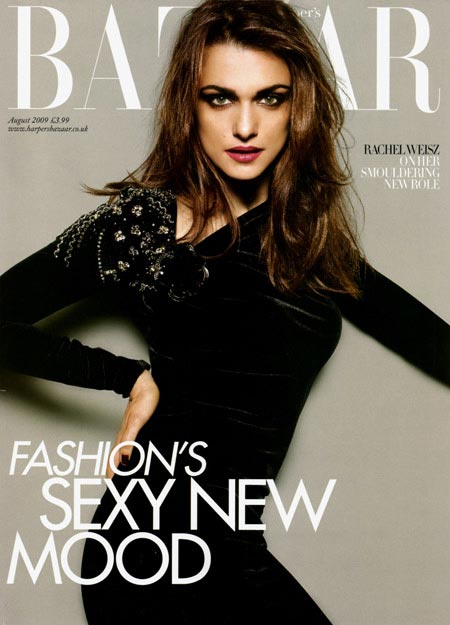 er's
BAZAAR
August 2009 £3.99
www.harpersbazaar.co.uk
RACHEL WEISZ
ON HER
SMOULDERING
NEW ROLE
FASHION'S
SEXY NEW
MOOD